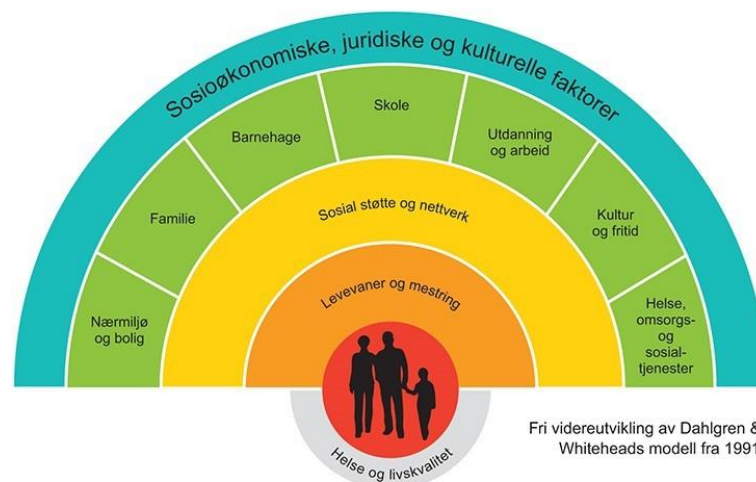 Sosioøkonomiske, juridiske og kulturelle faktorer
Nærmiljø
og bolig
Familie
Barnehage
Skole
Utdanning
og arbeid
Kultur
og fritid
Helse,
omsorgs-
og
sosial-
tjenester
Sosial støtte og nettverk
Levevaner og mestring
Helse og livskvalitet
Fri videreutvikling av Dahlgren &
Whiteheads modell fra 1991